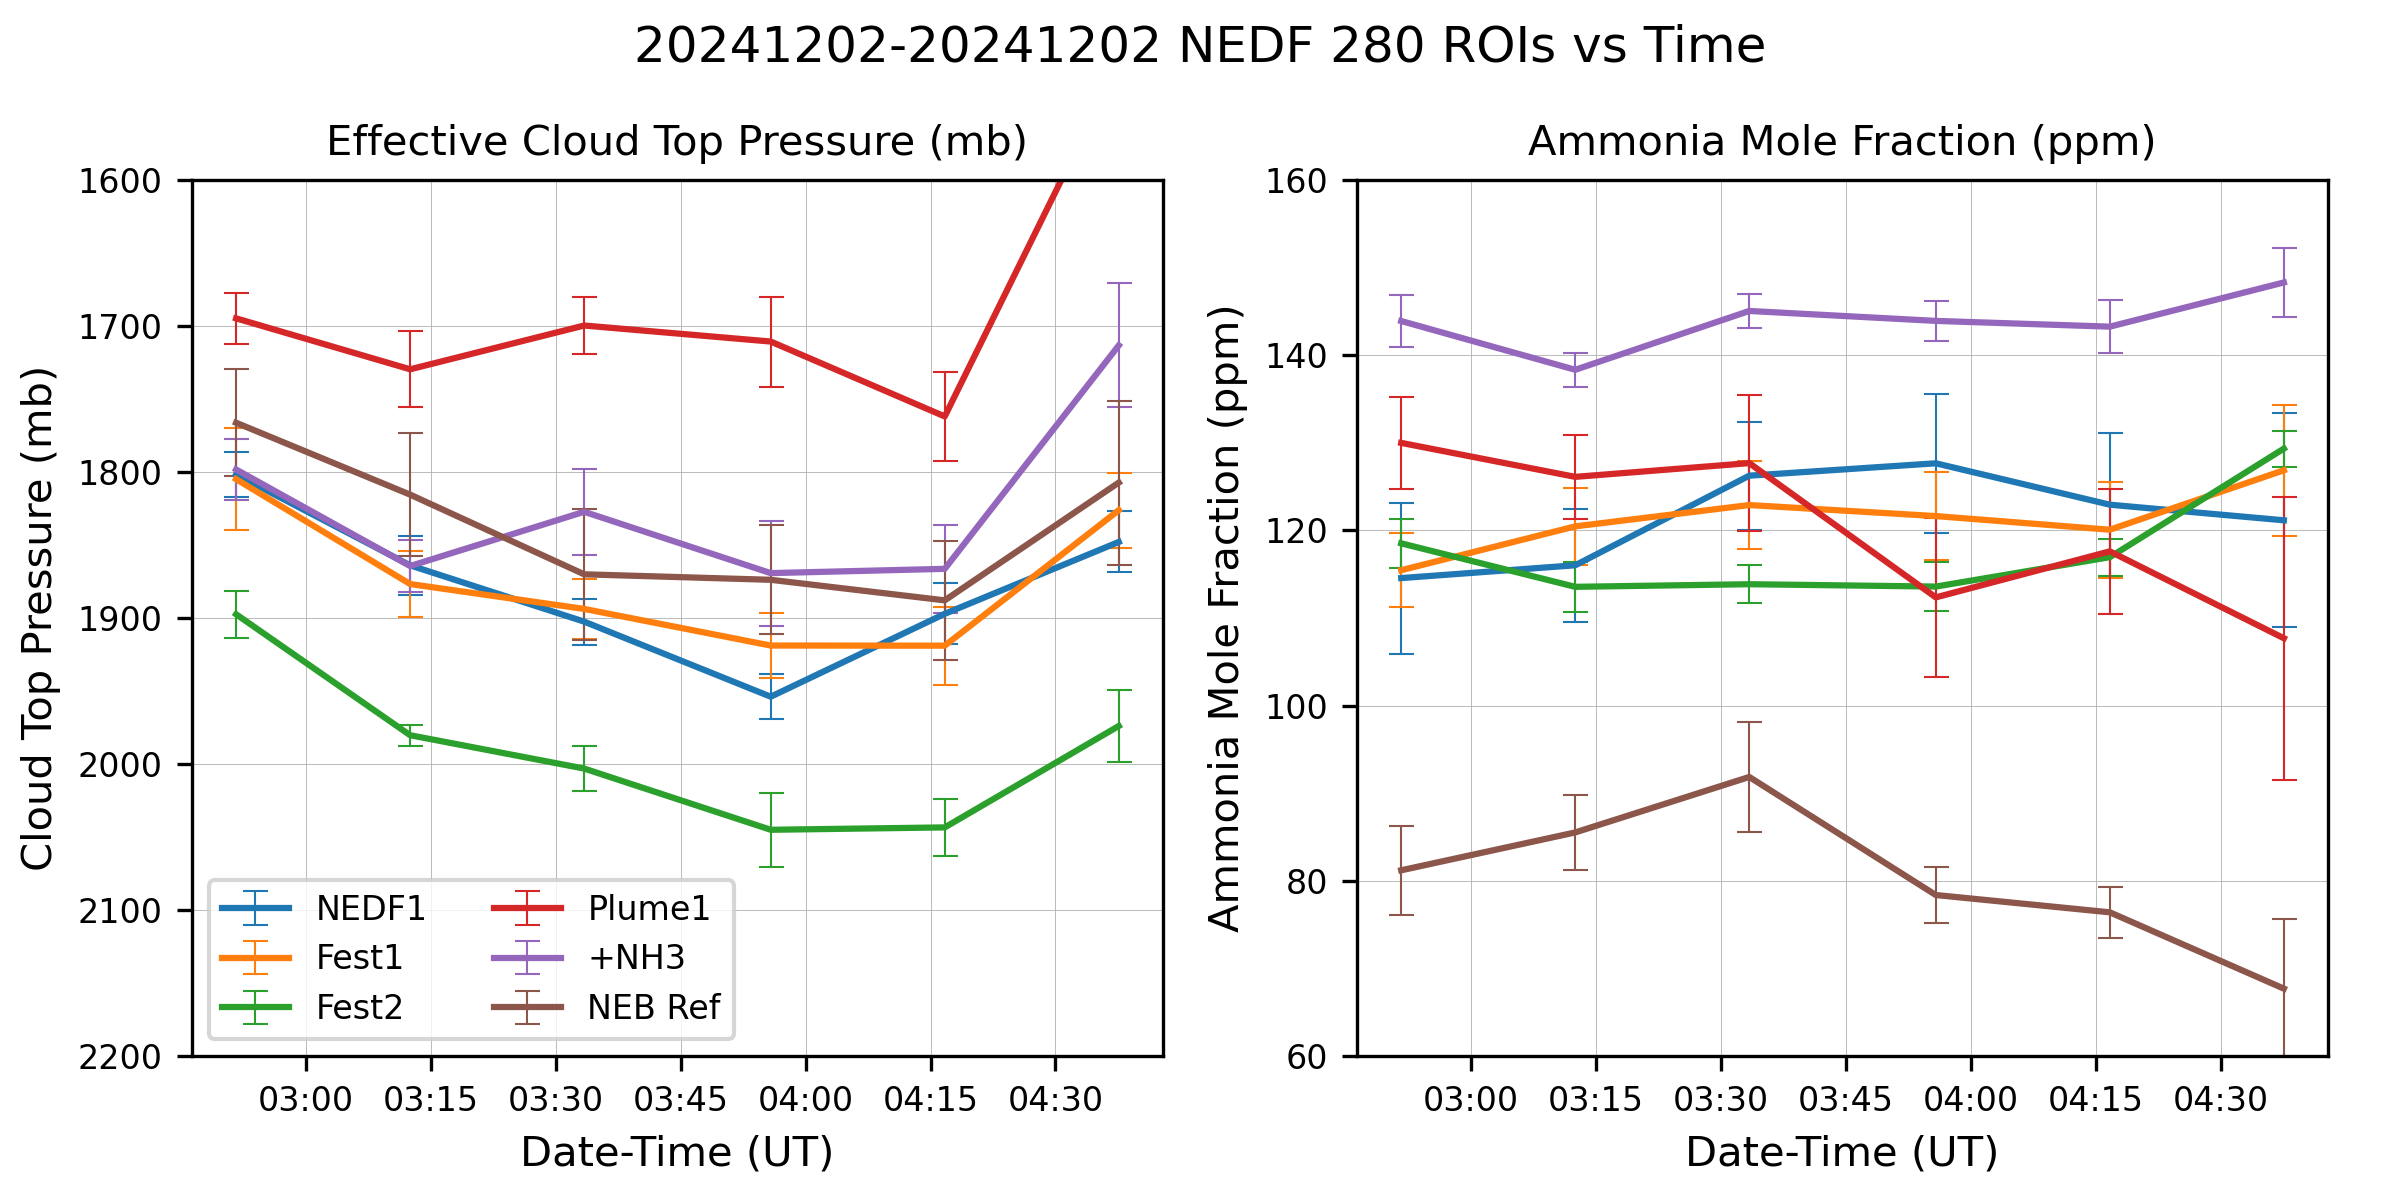 20241202-20241202 NEDF 280 ROIs vs Time
Effective Cloud Top Pressure (mb)
Cloud Top Pressure (mb)
1600
1700
1800
1900
2000
2100
2200
NEDF1
Fest1
Fest2
Plume1
+NH3
NEB Ref
03:00 03:15 03:30 03:45 04:00 04:15 04:30
Date-Time (UT)
Ammonia Mole Fraction (ppm)
Ammonia Mole Fraction (ppm)
160
140
120
100
80
60
03:00 03:15 03:30 03:45 04:00 04:15 04:30
Date-Time (UT)